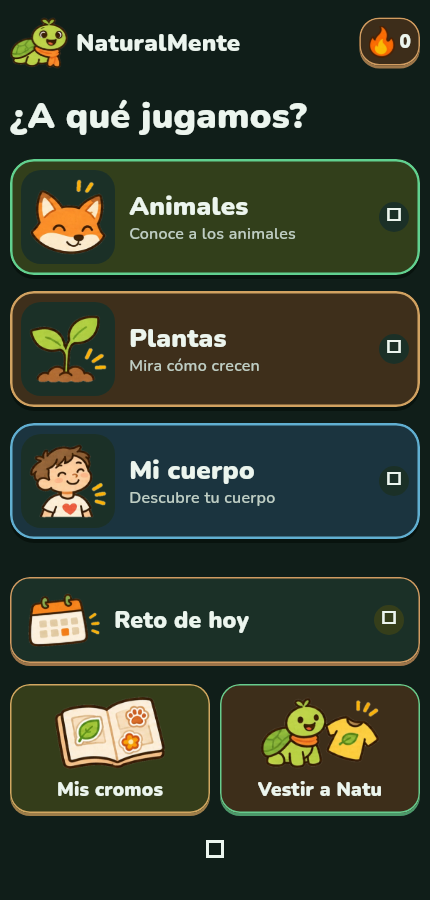 NaturalMente
0
¿A qué jugamos?
Animales
Conoce a los animales
Plantas
Mira cómo crecen
Mi cuerpo
Descubre tu cuerpo
Reto de hoy
Mis cromos
Vestir a Natu